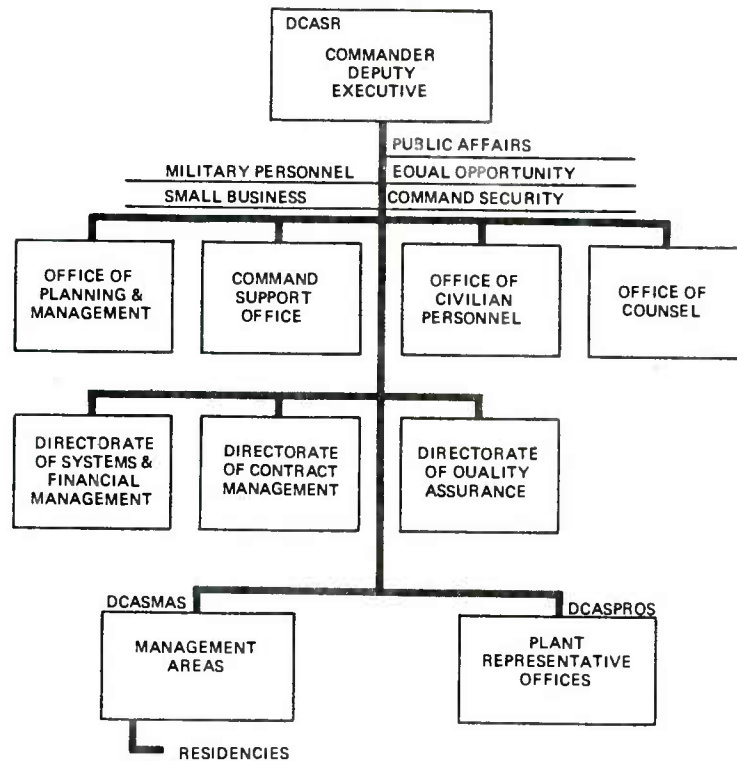 DCASR
COMMANDER
DEPUTY
EXECUTIVE
PUBLIC AFFAIRS
MILITARY PERSONNEL
EQUAL OPPORTUNITY
SMALL BUSINESS
COMMAND SECURITY
OFFICE OF
PLANNING &
MANAGEMENT
COMMAND
SUPPORT
OFFICE
OFFICE OF
CIVILIAN
PERSONNEL
OFFICE OF
COUNSEL
DIRECTORATE
OF SYSTEMS &
FINANCIAL
MANAGEMENT
DIRECTORATE
OF CONTRACT
MANAGEMENT
DIRECTORATE
OF QUALITY
ASSURANCE
DCASMAS
MANAGEMENT
AREAS
RESIDENCIES
DCASPROS
PLANT
REPRESENTATIVE
OFFICES